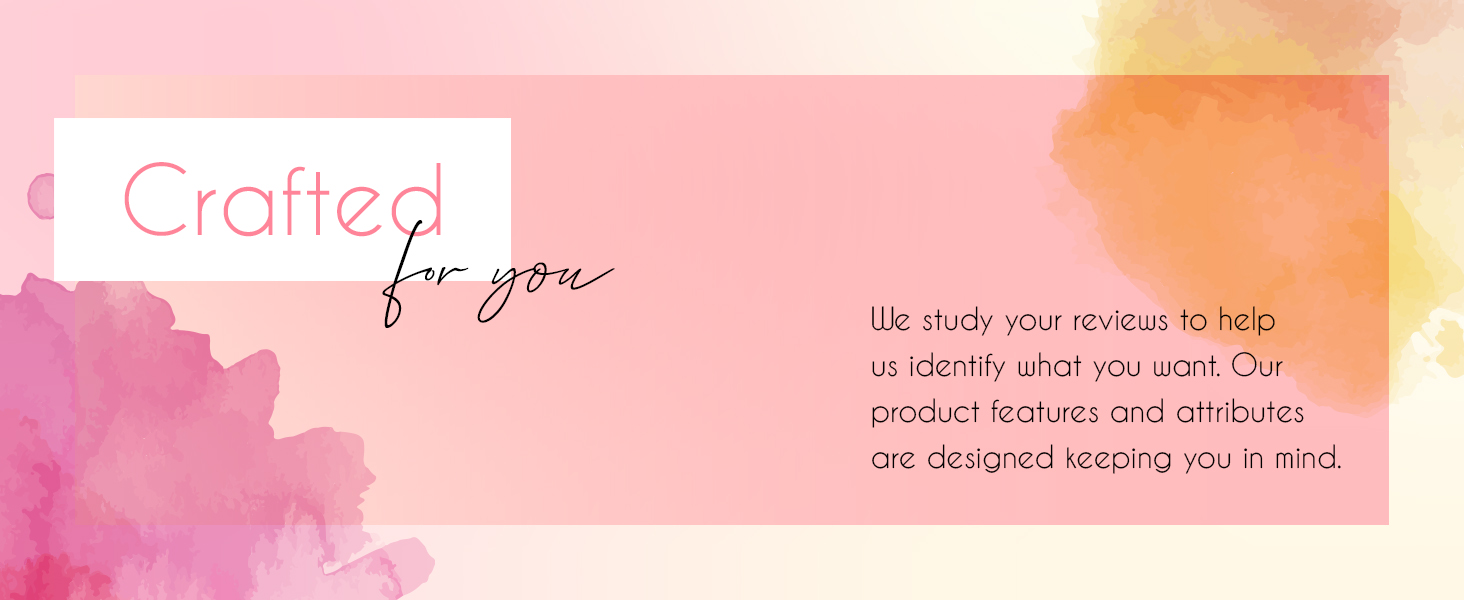 Crafted
for you
We study your reviews to help
us identify what you want. Our
product features and attributes
are designed keeping you in mind.